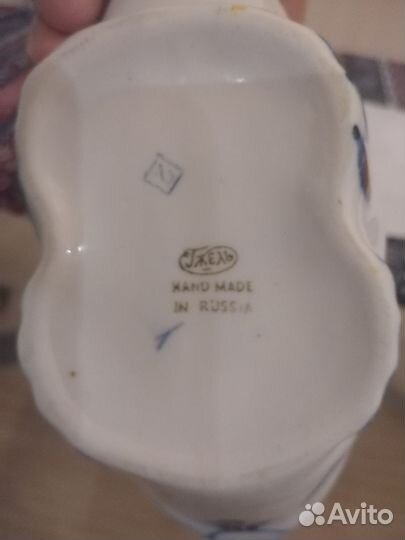 Гжель
HAND MADE
IN RUSSIA
Avito